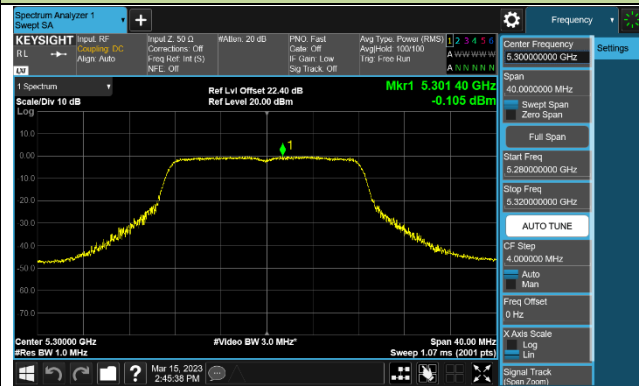 Spectrum Analyzer 1
Swept SA
Frequency
KEYSIGHT
RL
LXI
Input: RF
Coupling: DC
Align: Auto
Input Z: 50 Ω
Corrections: Off
Freq Ref: Int (S)
NFE: Off
#Atten: 20 dB
PNO: Fast
Gate: Off
IF Gain: Low
Sig Track: Off
Avg Type: Power (RMS)
Avg|Hold: 100/100
Trig: Free Run
1 2 3 4 5 6
A W W W W W
A N N N N N
1 Spectrum
Scale/Div 10 dB
Log
Ref Lvl Offset 22.40 dB
Ref Level 20.00 dBm
Mkr1 5.301 40 GHz
-0.105 dBm
1
10.0
0.00
-10.0
-20.0
-30.0
-40.0
-50.0
-60.0
-70.0
Center 5.30000 GHz
#Res BW 1.0 MHz
#Video BW 3.0 MHz*
Span 40.00 MHz
Sweep 1.07 ms (2001 pts)
Mar 15, 2023
2:45:38 PM
Center Frequency
5.300000000 GHz
Span
40.0000000 MHz
Swept Span
Zero Span
Full Span
Start Freq
5.280000000 GHz
Stop Freq
5.320000000 GHz
AUTO TUNE
CF Step
4.000000 MHz
Auto
Man
Freq Offset
0 Hz
X Axis Scale
Log
Lin
Signal Track
(Span Zoom)
Settings